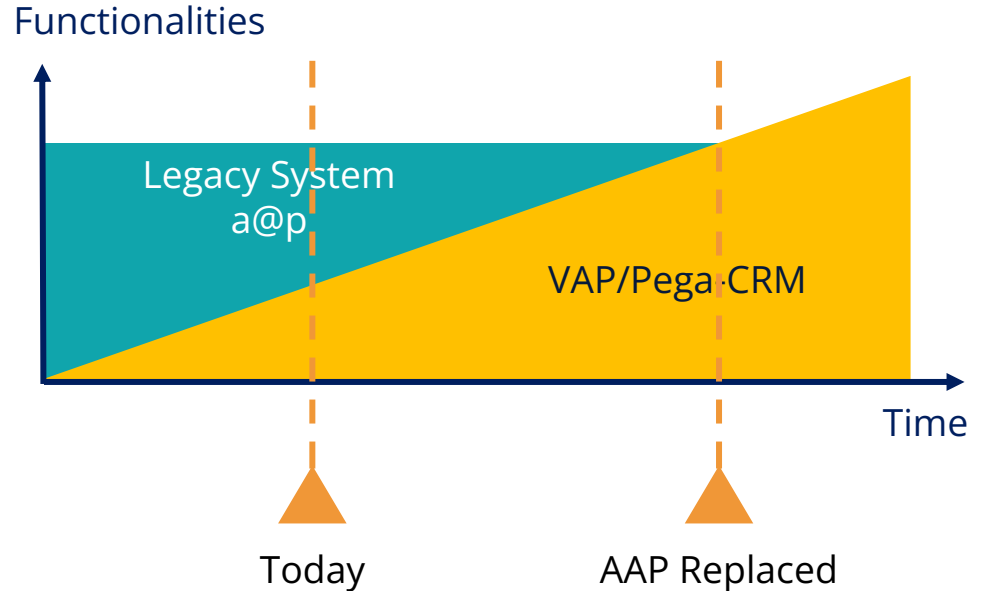 Functionalities
Legacy System
a@p
VAP/Pega-CRM
Time
Today
AAP Replaced